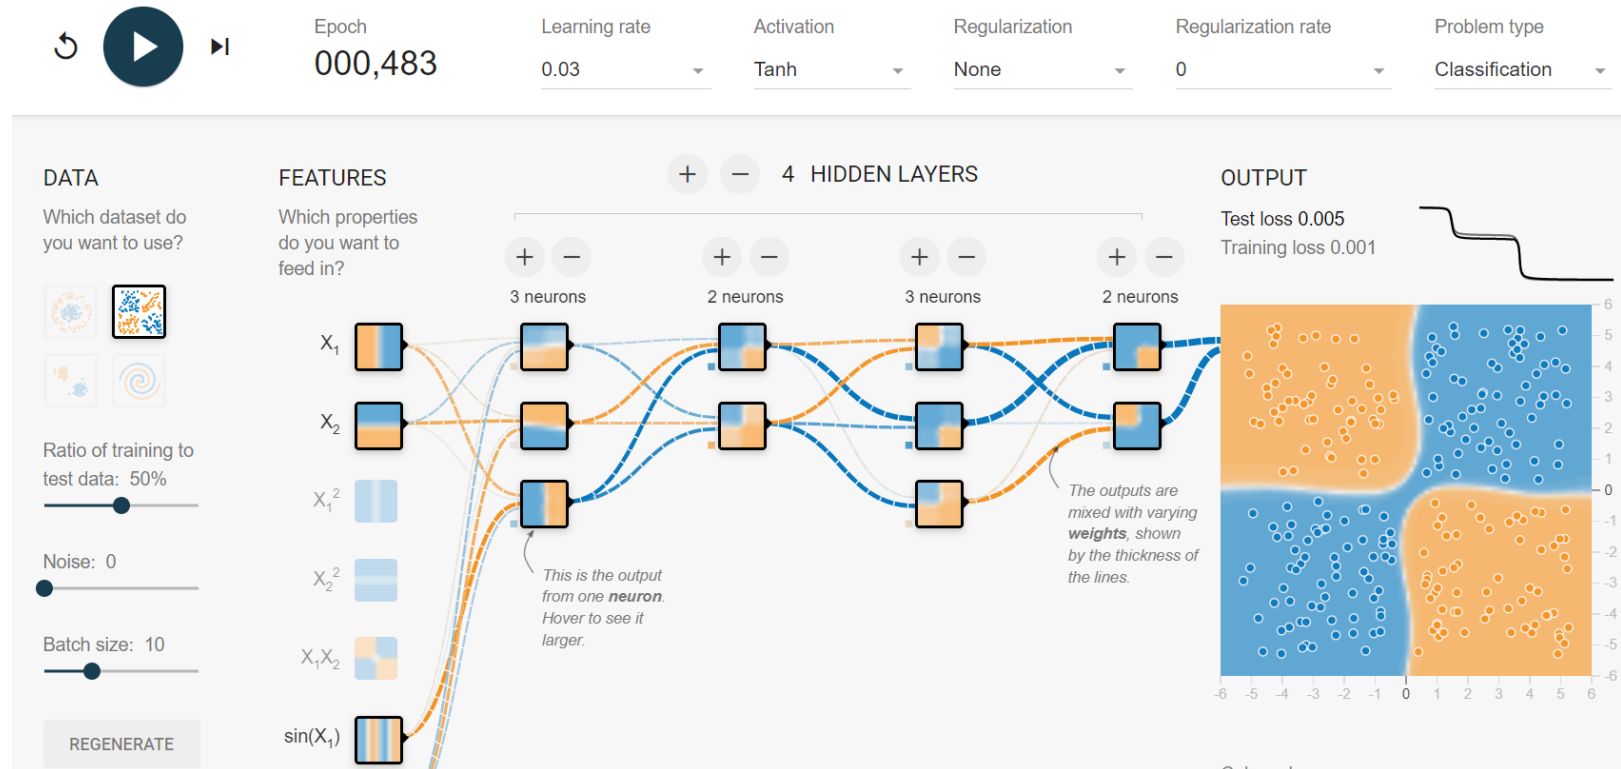 Epoch
000,483
Learning rate
0.03
Activation
Tanh
Regularization
None
Regularization rate
0
Problem type
Classification
DATA
Which dataset do
you want to use?
Ratio of training to
test data: 50%
Noise: 0
Batch size: 10
REGENERATE
FEATURES
Which properties
do you want to
feed in?
X₁
X₂
X₁²
X₂²
X₁X₂
sin(X₁)
+ − 4 HIDDEN LAYERS
+ −
3 neurons
+ −
2 neurons
+ −
3 neurons
+ −
2 neurons
This is the output
from one neuron.
Hover to see it
larger.
The outputs are
mixed with varying
weights, shown
by the thickness of
the lines.
OUTPUT
Test loss 0.005
Training loss 0.001
6
5
4
3
2
1
0
-1
-2
-3
-4
-5
-6
-6 -5 -4 -3 -2 -1 0 1 2 3 4 5 6